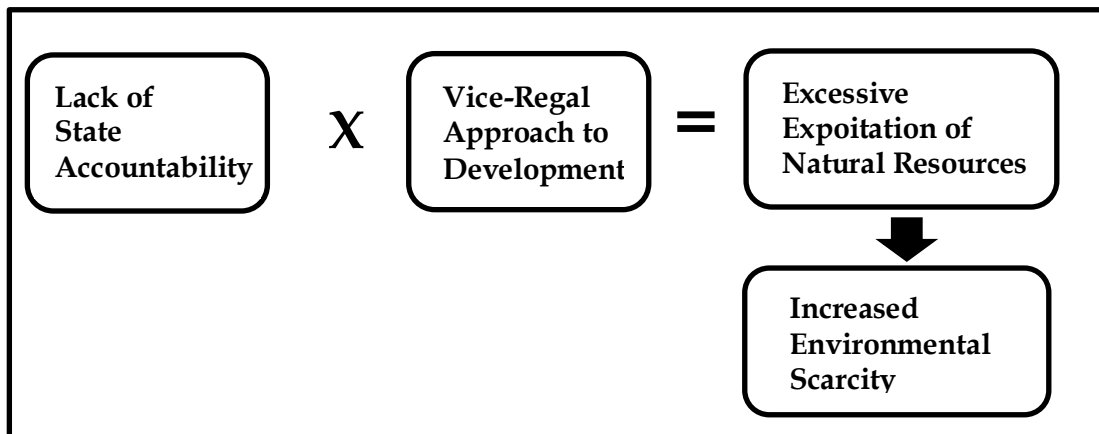 Lack of
State
Accountability
X
Vice-Regal
Approach to
Development
=
Excessive
Expoitation of
Natural Resources
Increased
Environmental
Scarcity